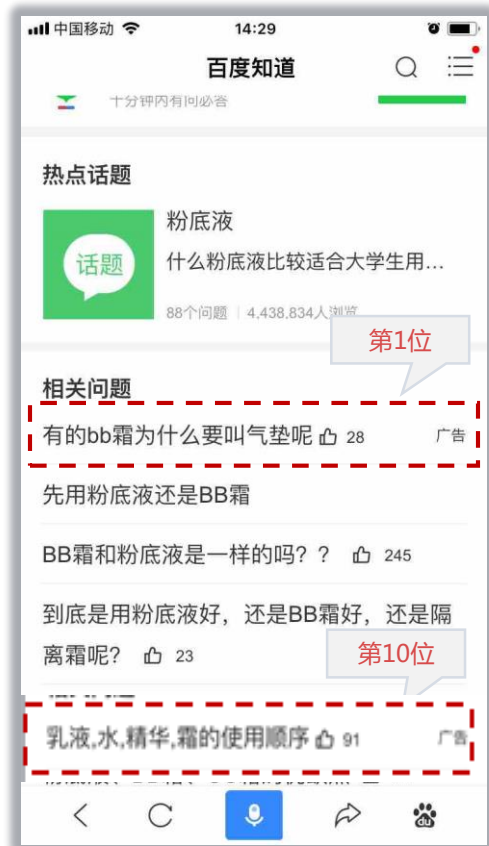 中国移动 14:29
百度知道
十分钟内有问必答
热点话题
话题
粉底液
什么粉底液比较适合大学生用...
88个问题 | 4,438,834人浏览
第1位
相关问题
有的bb霜为什么要叫气垫呢 28 广告
先用粉底液还是BB霜
BB霜和粉底液是一样的吗？？ 245
到底是用粉底液好，还是BB霜好，还是隔
离霜呢？ 23
第10位
乳液,水,精华,霜的使用顺序 91 广告
du